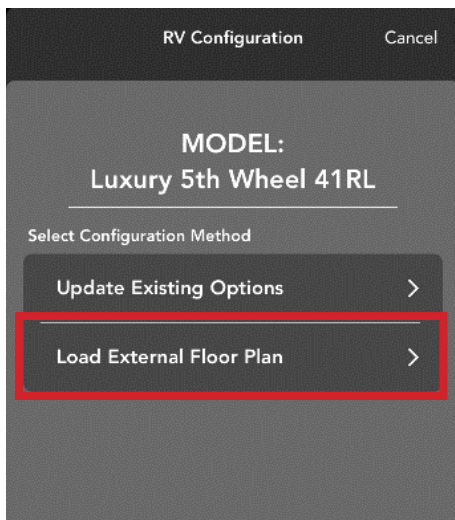 RV Configuration Cancel
MODEL:
Luxury 5th Wheel 41RL
Select Configuration Method
Update Existing Options
Load External Floor Plan